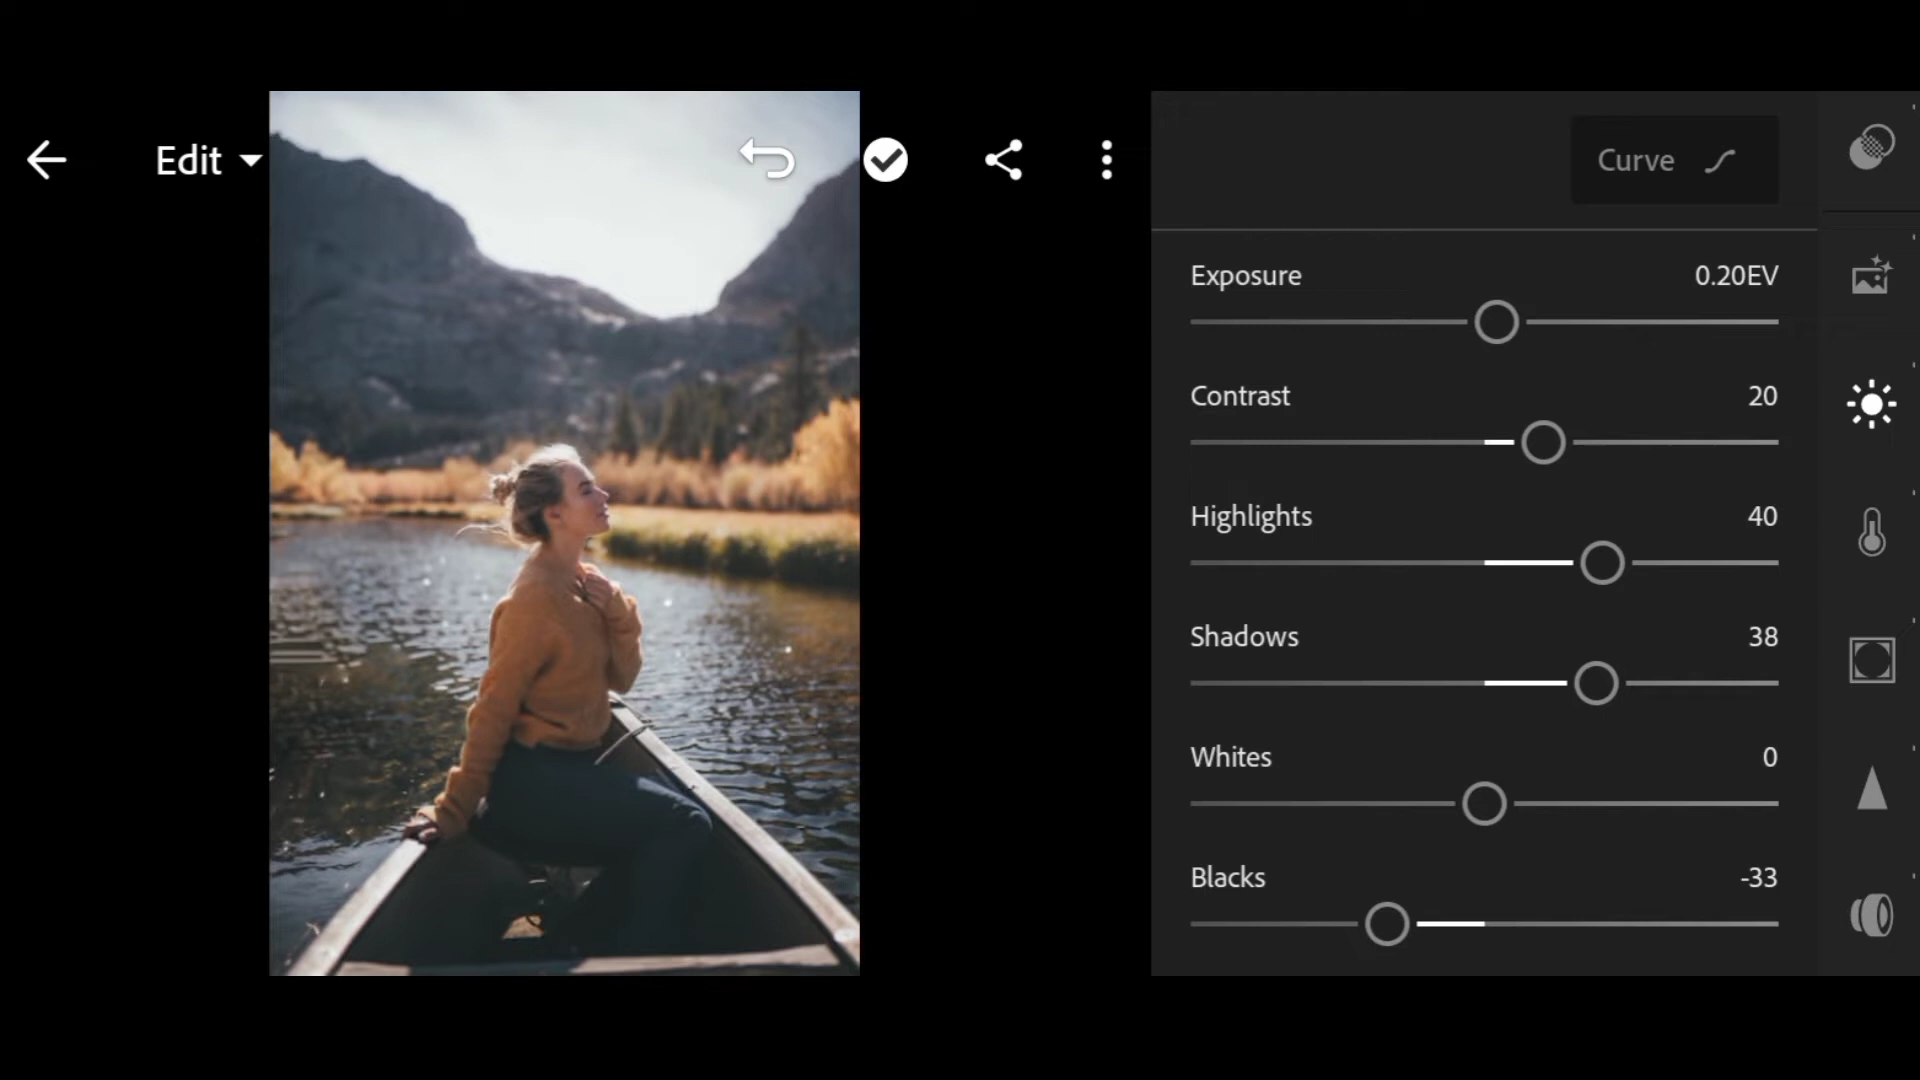 Edit
Curve
Exposure 0.20EV
Contrast 20
Highlights 40
Shadows 38
Whites 0
Blacks -33